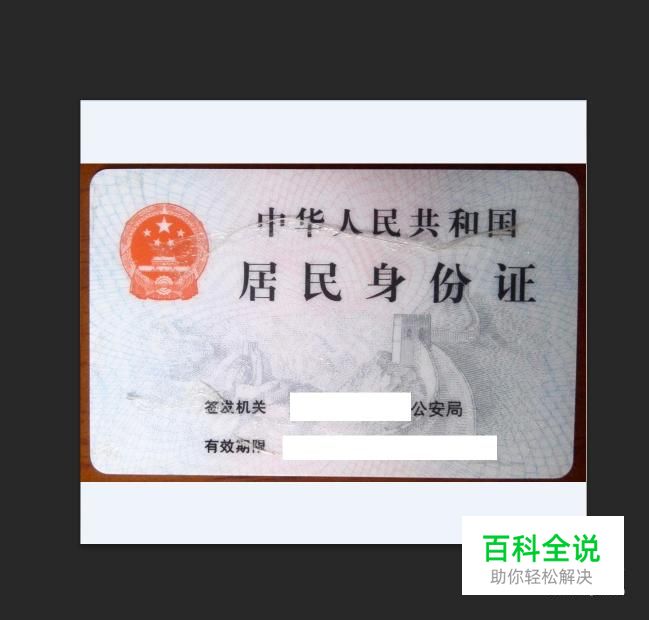 中华人民共和国
居民身份证
签发机关 公安局
有效期限
百科全说
助你轻松解决